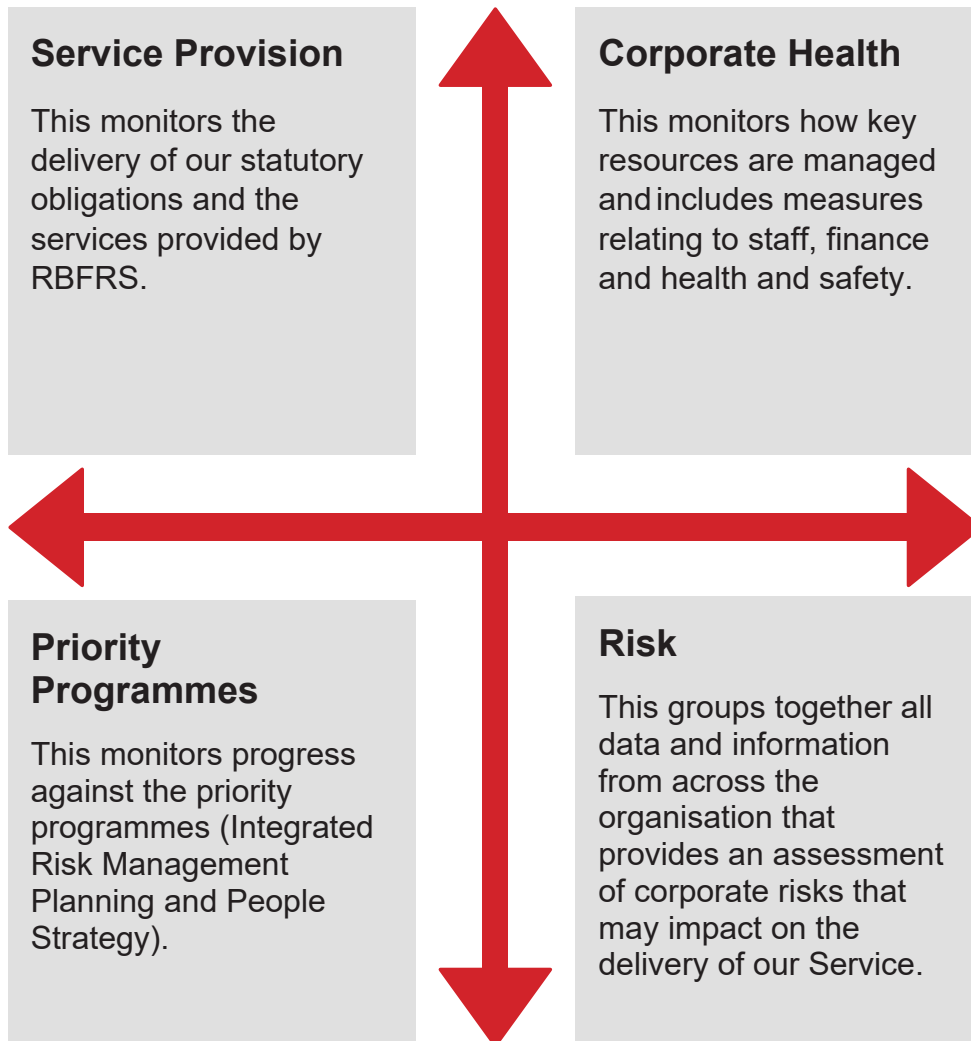 Service Provision
This monitors the
delivery of our statutory
obligations and the
services provided by
RBFRS.
Corporate Health
This monitors how key
resources are managed
and includes measures
relating to staff, finance
and health and safety.
Priority
Programmes
This monitors progress
against the priority
programmes (Integrated
Risk Management
Planning and People
Strategy).
Risk
This groups together all
data and information
from across the
organisation that
provides an assessment
of corporate risks that
may impact on the
delivery of our Service.